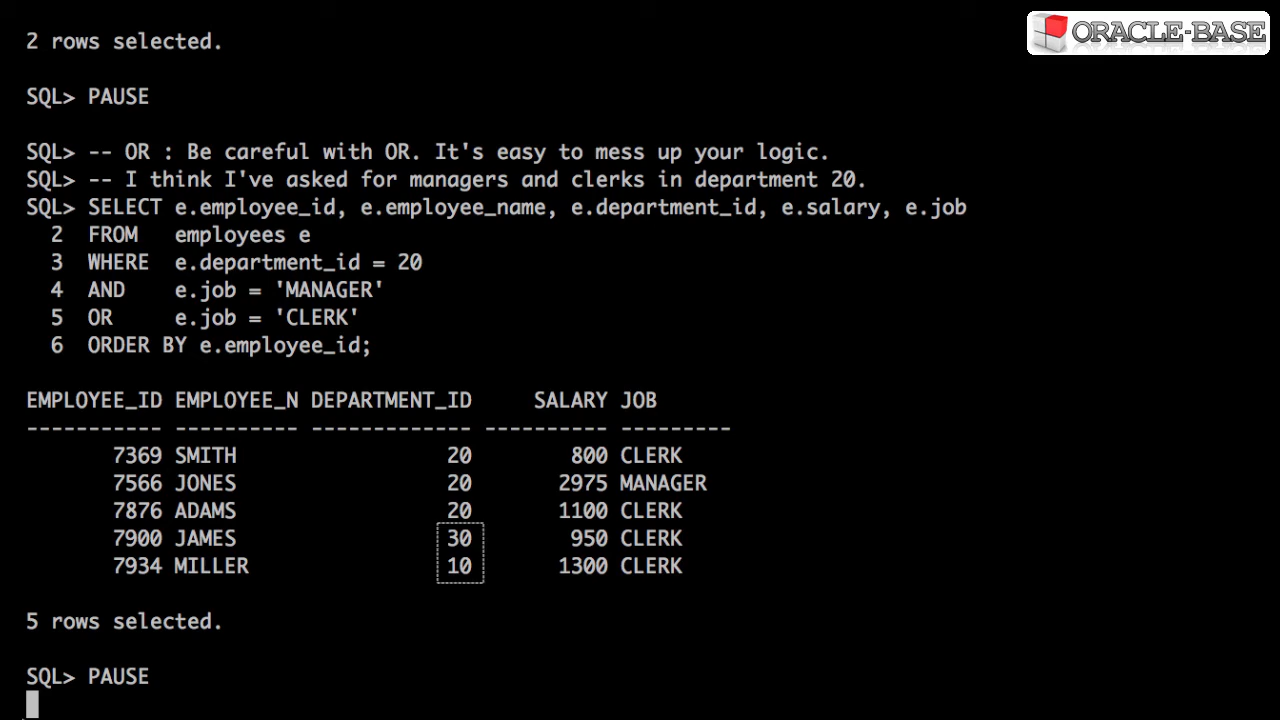 2 rows selected.
ORACLE-BASE
SQL> PAUSE
SQL> -- OR : Be careful with OR. It's easy to mess up your logic.
SQL> -- I think I've asked for managers and clerks in department 20.
SQL> SELECT e.employee_id, e.employee_name, e.department_id, e.salary, e.job
  2  FROM   employees e
  3  WHERE  e.department_id = 20
  4  AND    e.job = 'MANAGER'
  5  OR     e.job = 'CLERK'
  6  ORDER BY e.employee_id;
EMPLOYEE_ID EMPLOYEE_N DEPARTMENT_ID     SALARY JOB
----------- ---------- ------------- ---------- ---------
       7369 SMITH                 20        800 CLERK
       7566 JONES                 20       2975 MANAGER
       7876 ADAMS                 20       1100 CLERK
       7900 JAMES                 30        950 CLERK
       7934 MILLER                10       1300 CLERK
5 rows selected.
SQL> PAUSE